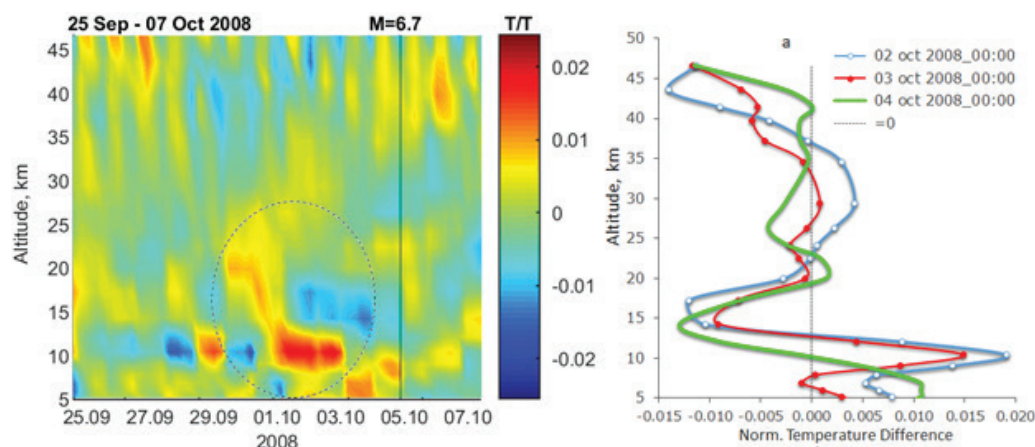 25 Sep - 07 Oct 2008 M=6.7 T/T
Altitude, km
45
40
35
30
25
20
15
10
5
25.09 27.09 29.09 01.10 03.10 05.10 07.10
2008
0.02
0.01
0
-0.01
-0.02
a
Altitude, km
50
45
40
35
30
25
20
15
10
5
0
-0.015 -0.010 -0.005 0.000 0.005 0.010 0.015 0.020
Norm. Temperature Difference
02 oct 2008_00:00
03 oct 2008_00:00
04 oct 2008_00:00
=0